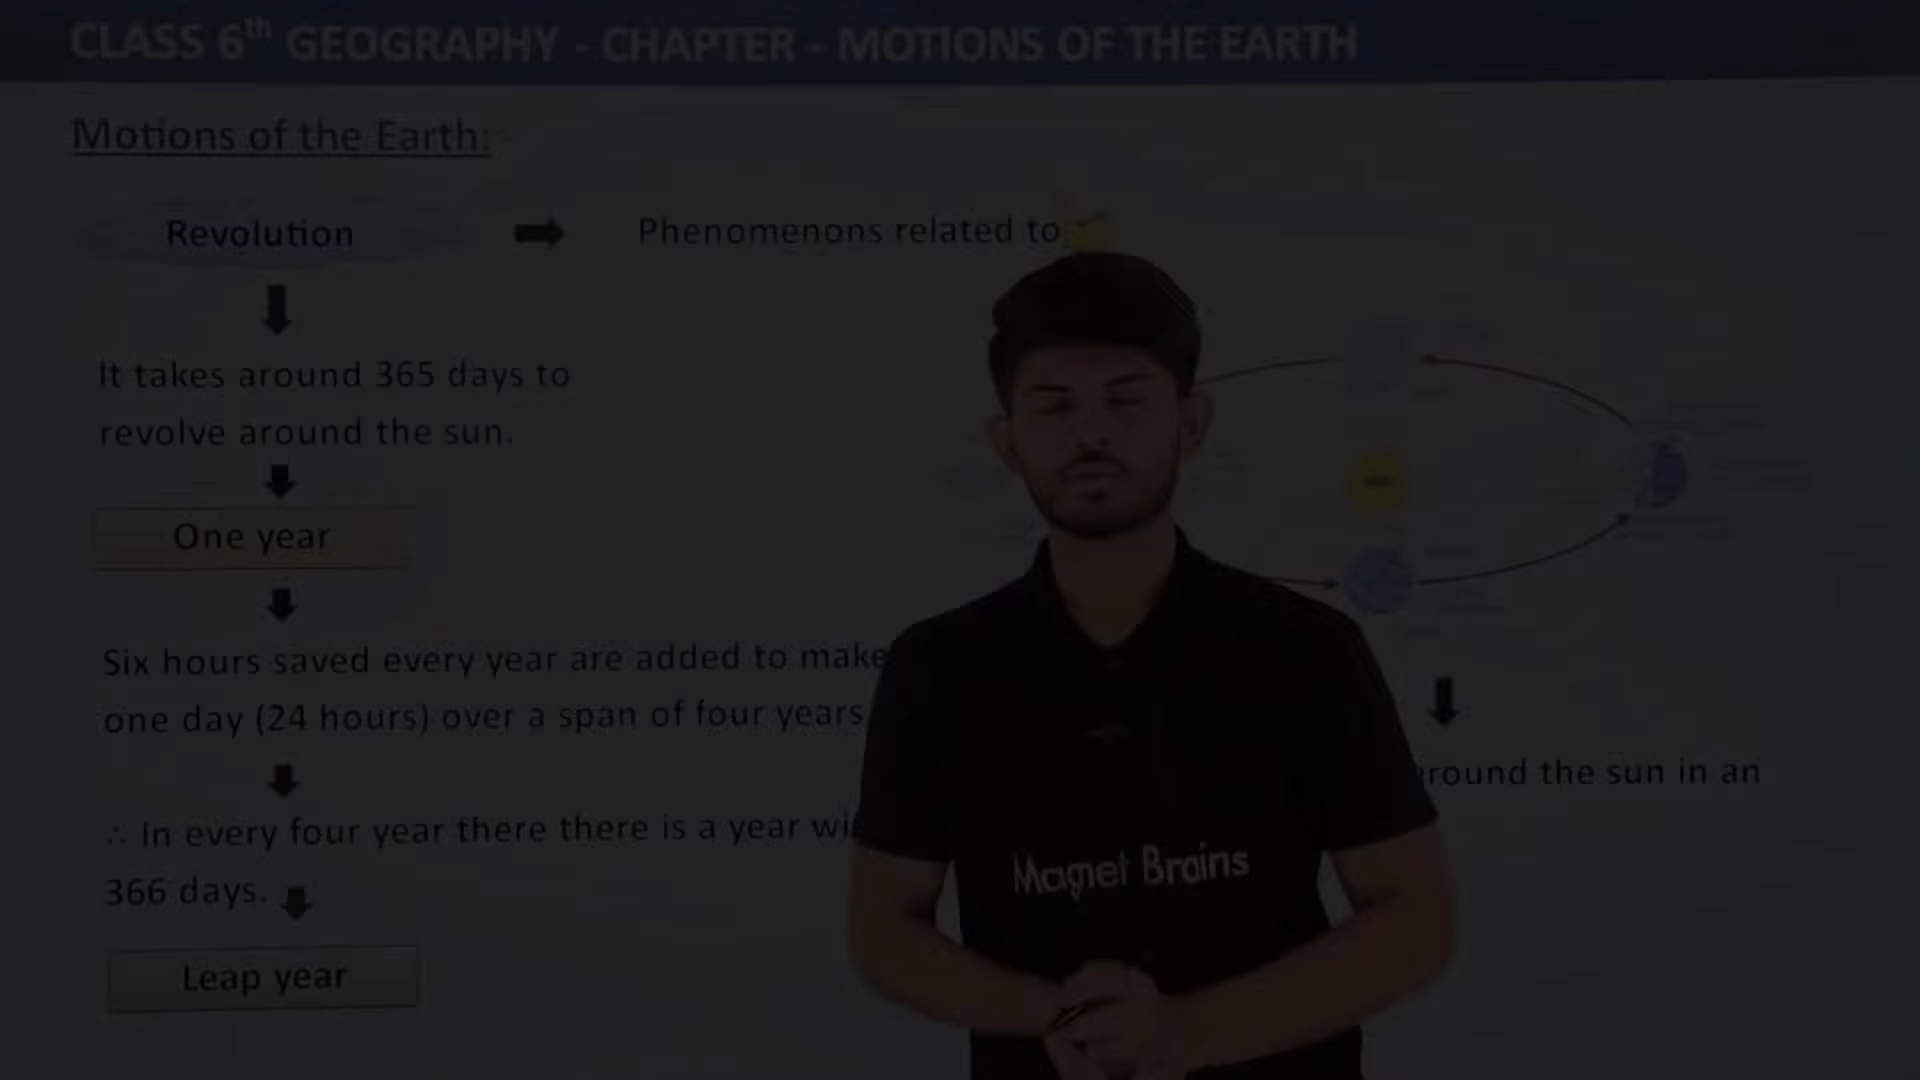 CLASS 6th GEOGRAPHY - CHAPTER - MOTIONS OF THE EARTH
Motions of the Earth:
Revolution
Phenomenons related to
It takes around 365 days to
revolve around the sun.
One year
Six hours saved every year are added to make
one day (24 hours) over a span of four years
around the sun in an
∴ In every four year there there is a year wi
366 days.
Leap year
Magnet Brains